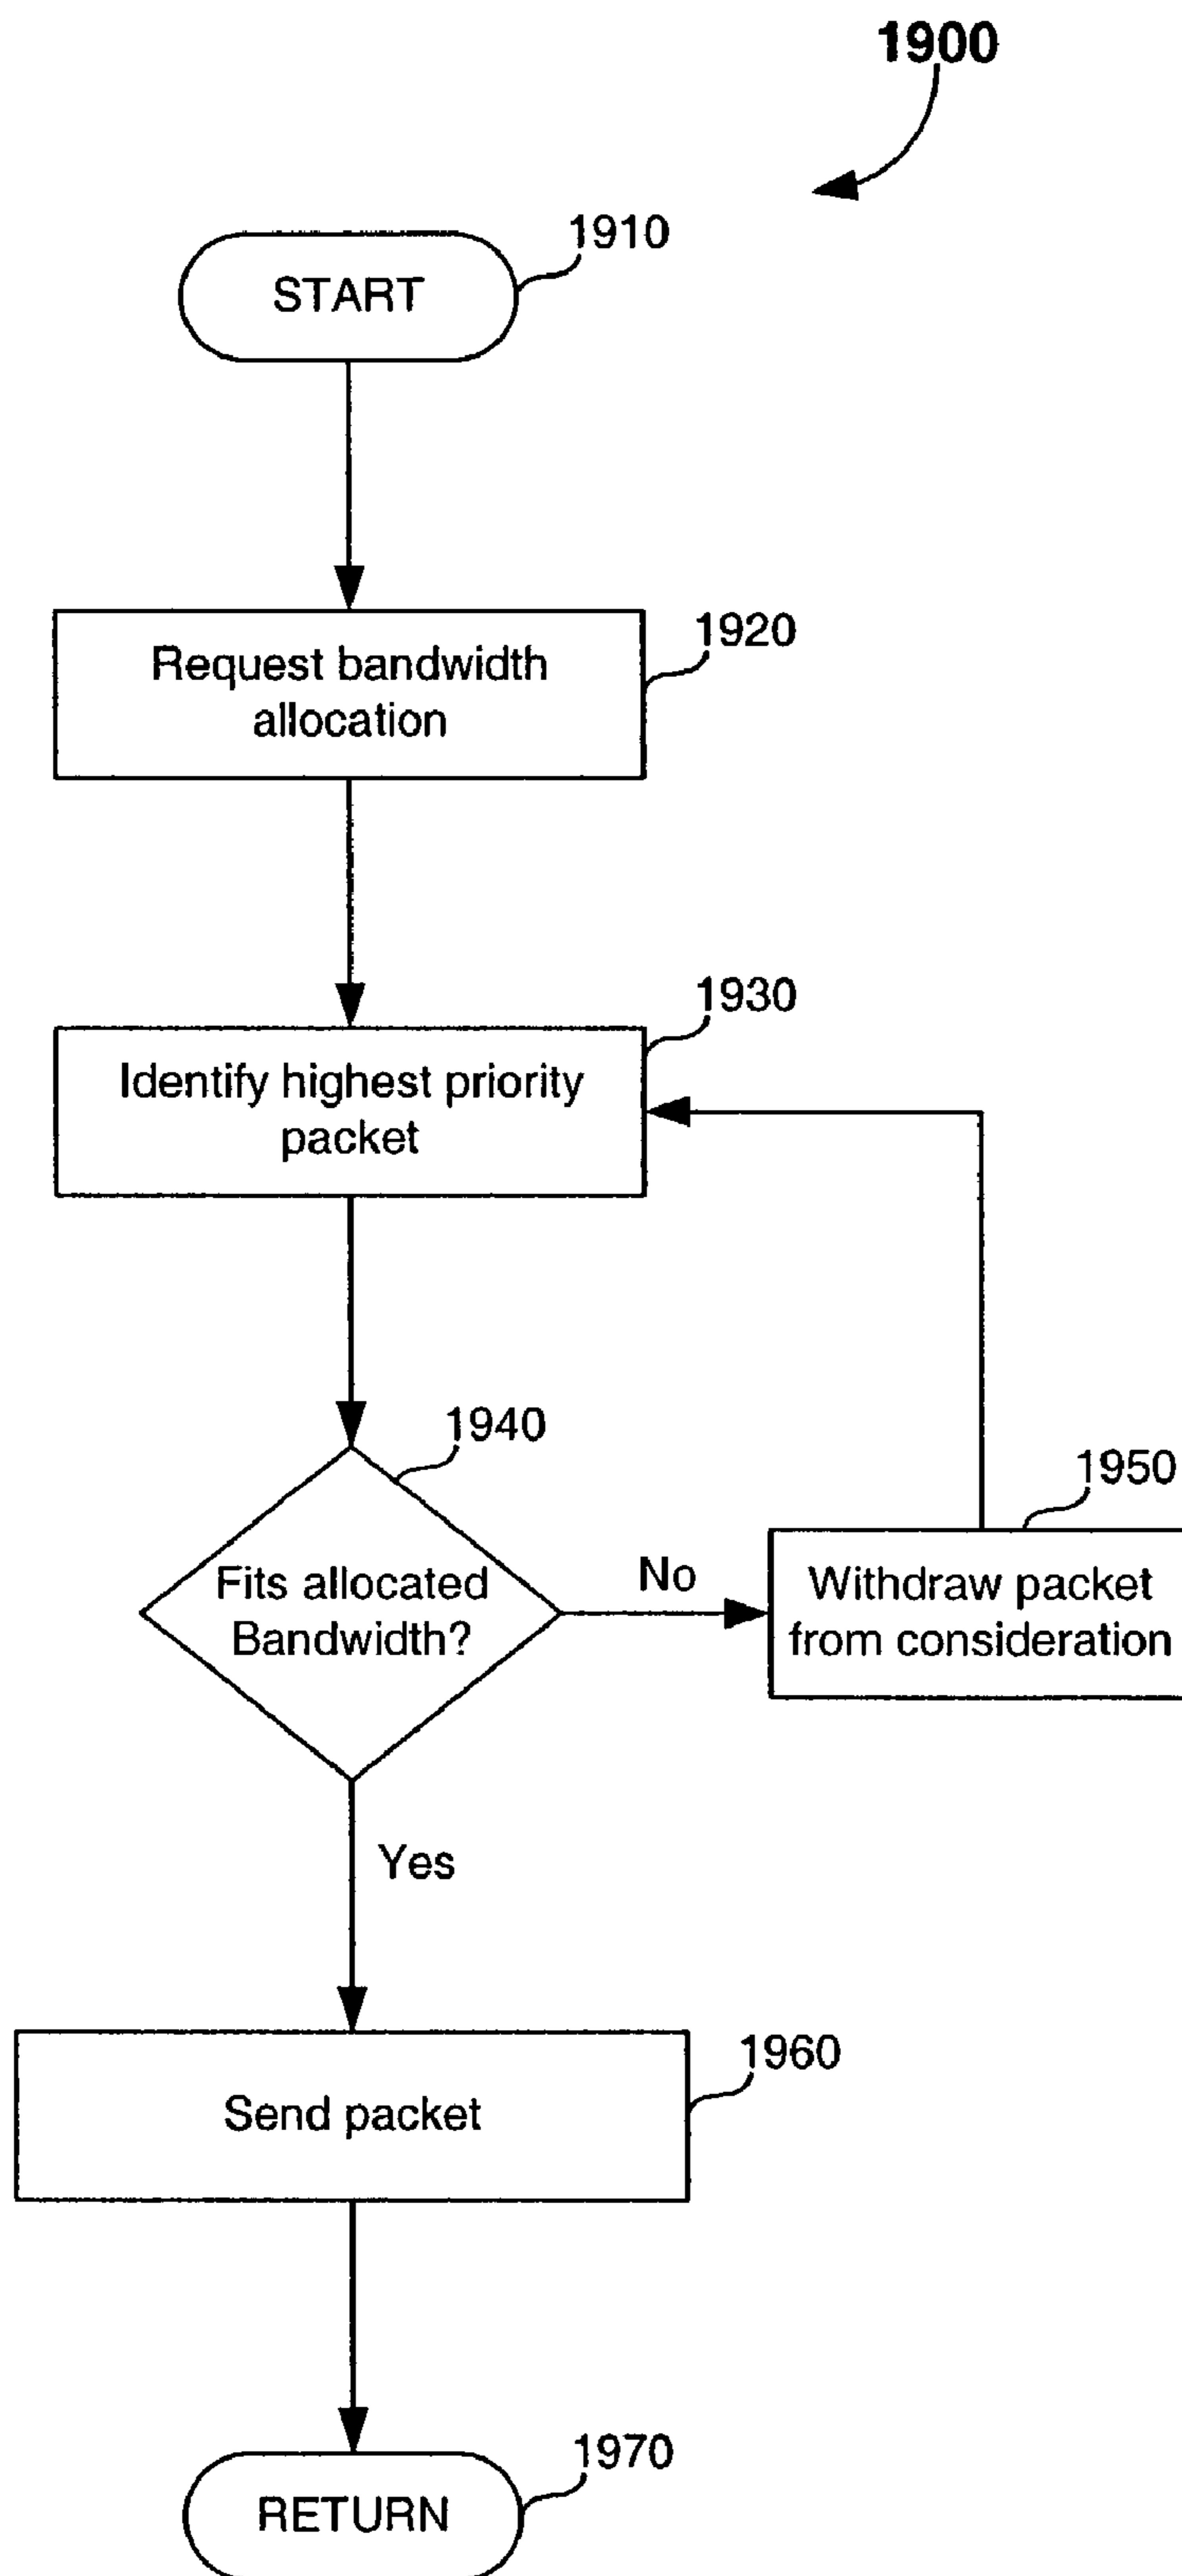 1900
1910
START
1920
Request bandwidth
allocation
1930
Identify highest priority
packet
1940
Fits allocated
Bandwidth?
No
1950
Withdraw packet
from consideration
Yes
1960
Send packet
1970
RETURN